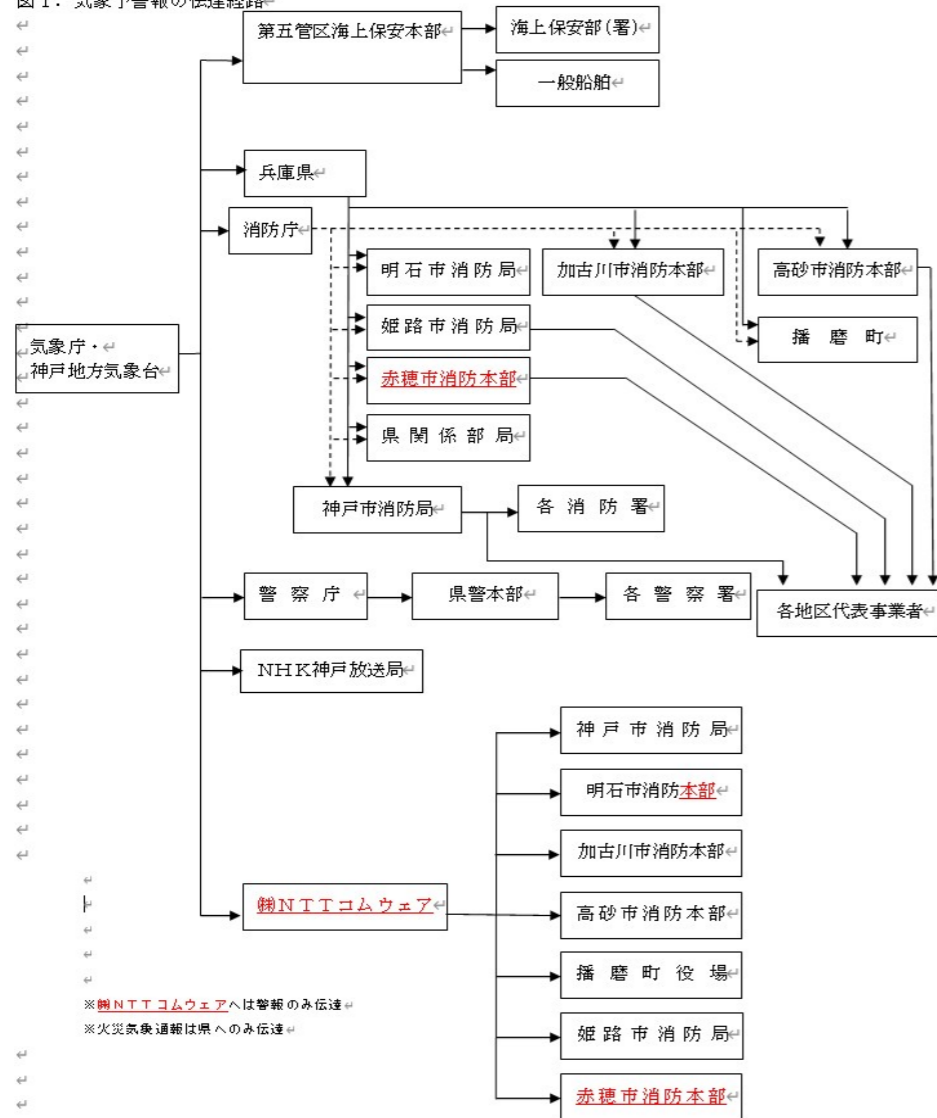 図１．気象予警報の伝達経路
第五管区海上保安本部
海上保安部(署)
一般船舶
兵庫県
消防庁
明石市消防局
加古川市消防本部
高砂市消防本部
姫路市消防局
播磨町
気象庁・
神戸地方気象台
赤穂市消防本部
県関係部局
神戸市消防局
各消防署
警察庁
県警本部
各警察署
各地区代表事業者
NHK神戸放送局
神戸市消防局
明石市消防本部
加古川市消防本部
㈱ＮＴＴコムウェア
高砂市消防本部
播磨町役場
※㈱ＮＴＴコムウェアへは警報のみ伝達
※火災気象通報は県へのみ伝達
姫路市消防局
赤穂市消防本部